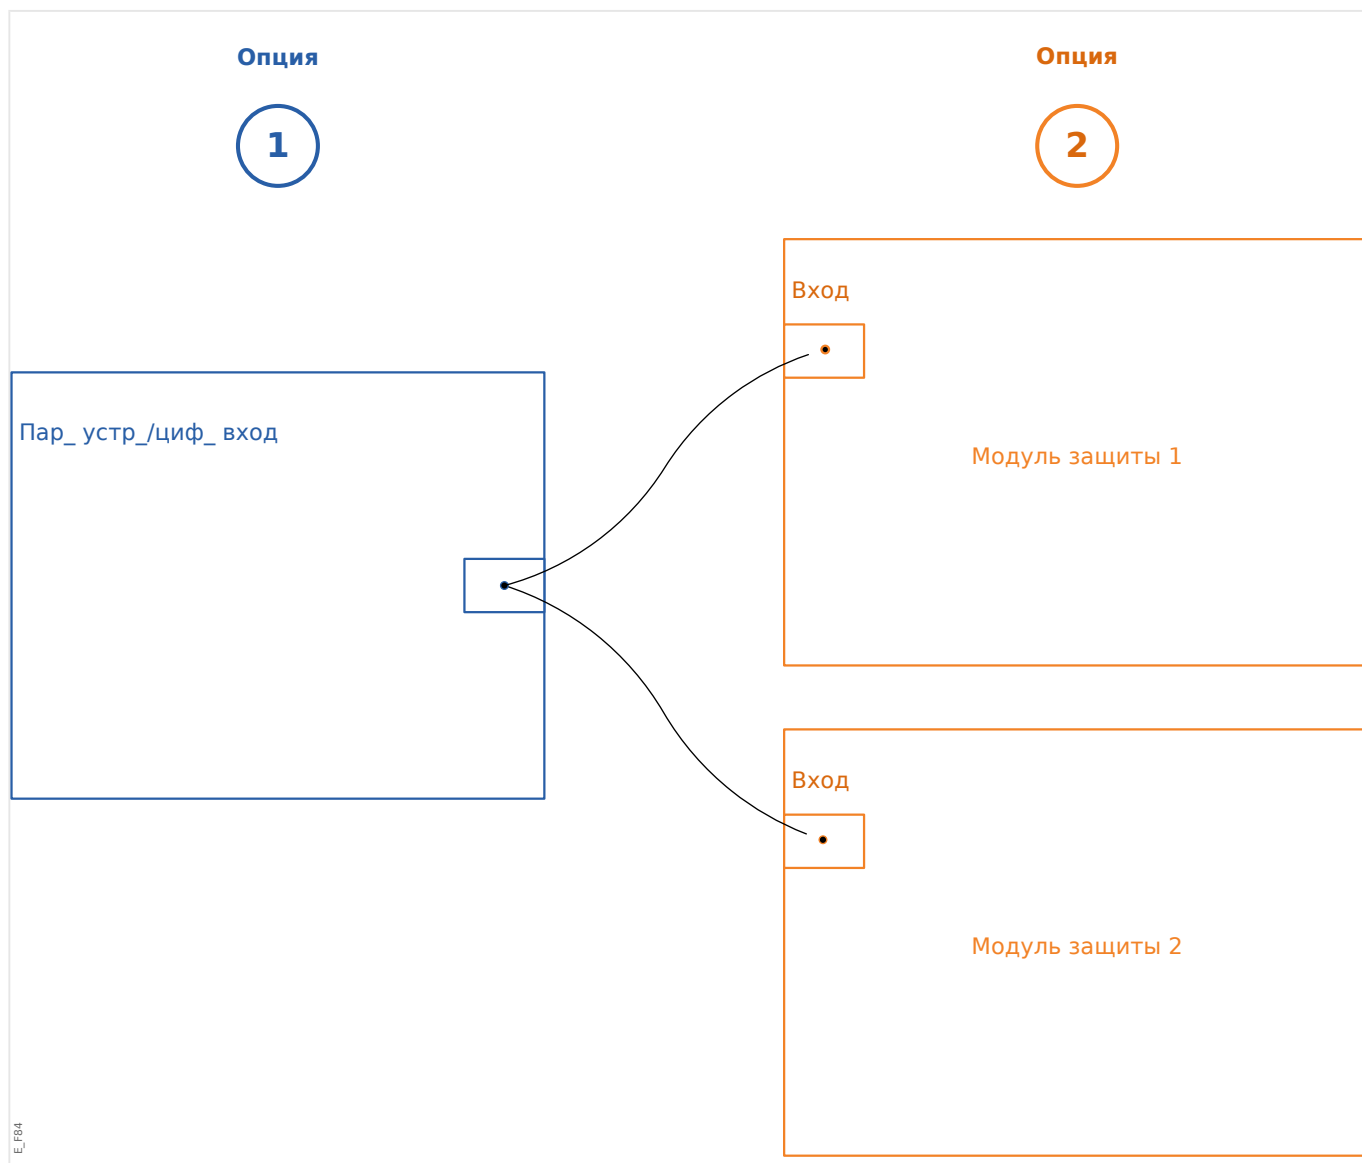 Опция
Опция
1
2
Вход
Пар_ устр_/циф_ вход
Модуль защиты 1
Вход
Модуль защиты 2
E_F84